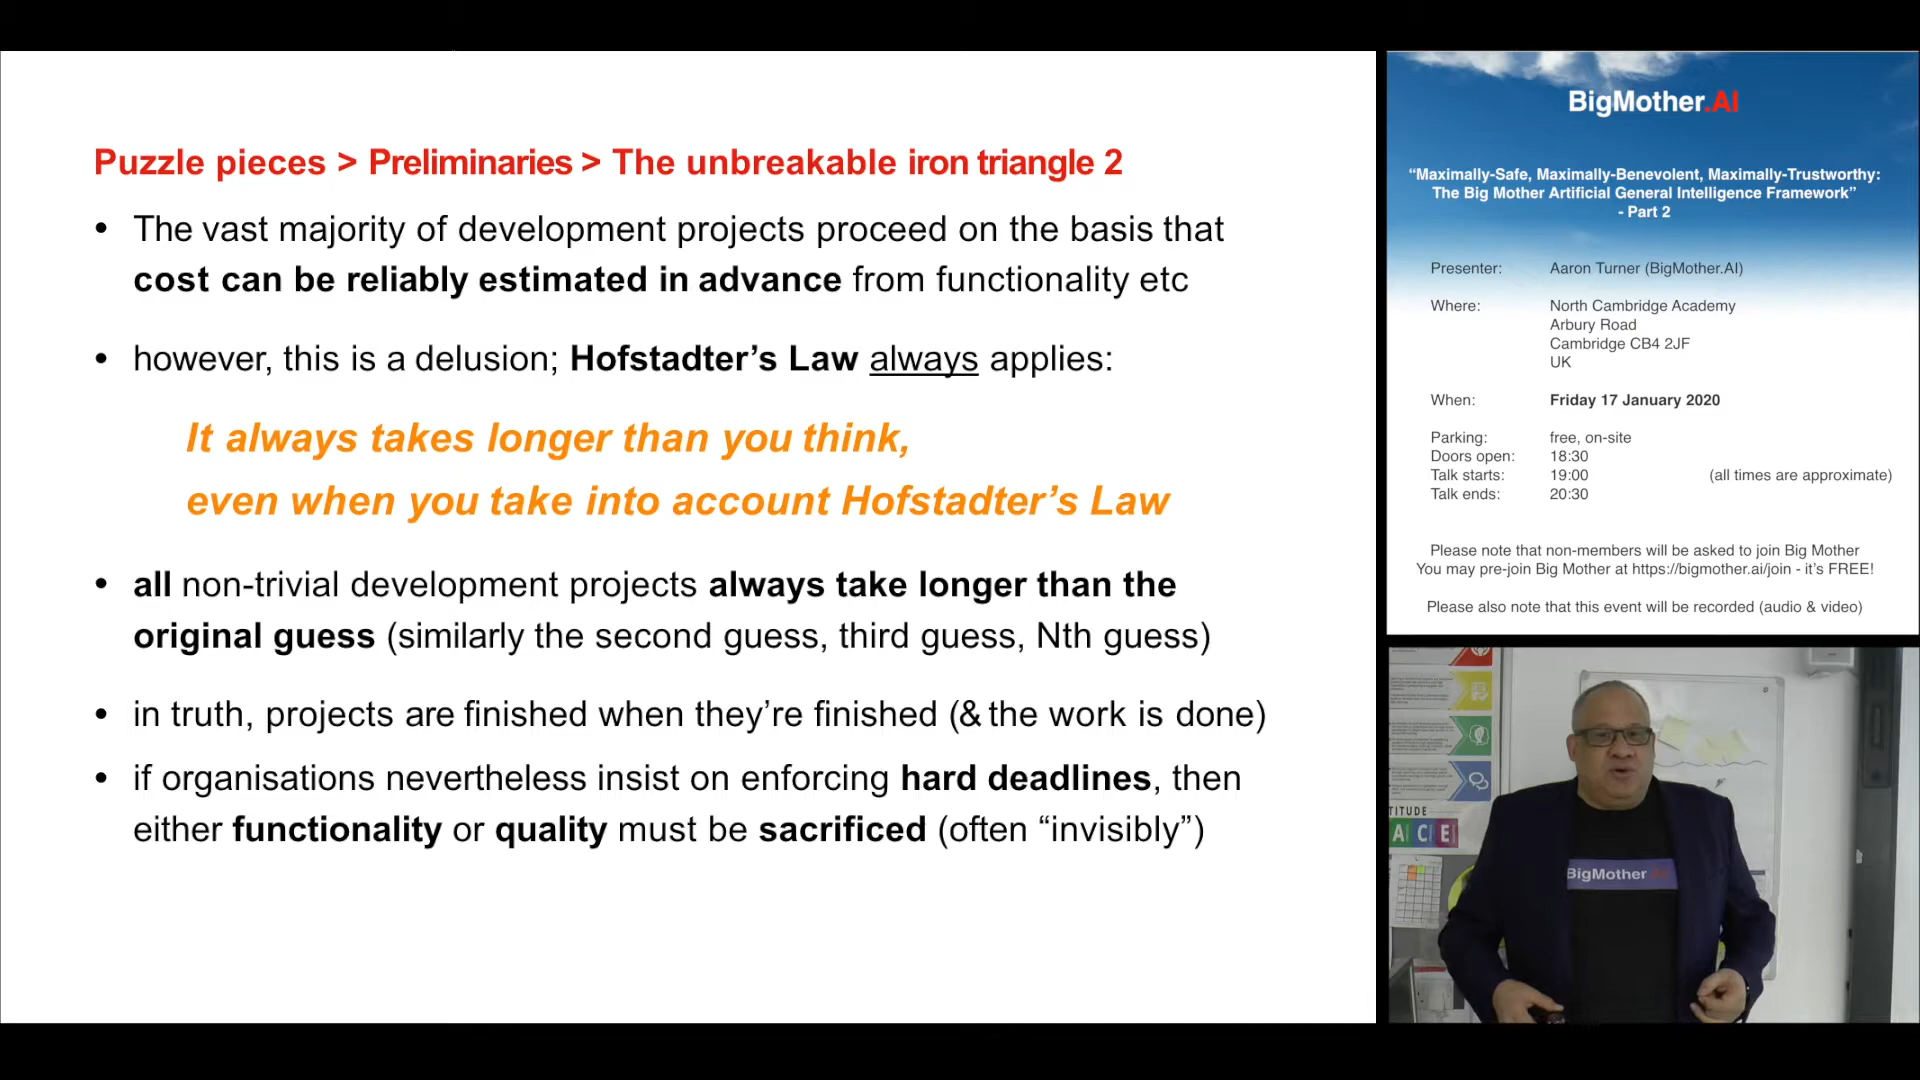 Puzzle pieces > Preliminaries > The unbreakable iron triangle 2
• The vast majority of development projects proceed on the basis that
cost can be reliably estimated in advance from functionality etc
• however, this is a delusion; Hofstadter’s Law always applies:
It always takes longer than you think,
even when you take into account Hofstadter’s Law
• all non-trivial development projects always take longer than the
original guess (similarly the second guess, third guess, Nth guess)
• in truth, projects are finished when they’re finished (& the work is done)
• if organisations nevertheless insist on enforcing hard deadlines, then
either functionality or quality must be sacrificed (often “invisibly”)
BigMother.AI
“Maximally-Safe, Maximally-Benevolent, Maximally-Trustworthy:
The Big Mother Artificial General Intelligence Framework”
- Part 2
Presenter: Aaron Turner (BigMother.AI)
Where: North Cambridge Academy
Arbury Road
Cambridge CB4 2JF
UK
When: Friday 17 January 2020
Parking: free, on-site
Doors open: 18:30
Talk starts: 19:00 (all times are approximate)
Talk ends: 20:30
Please note that non-members will be asked to join Big Mother
You may pre-join Big Mother at https://bigmother.ai/join - it’s FREE!
Please also note that this event will be recorded (audio & video)
TITUDE
ACE
BigMother